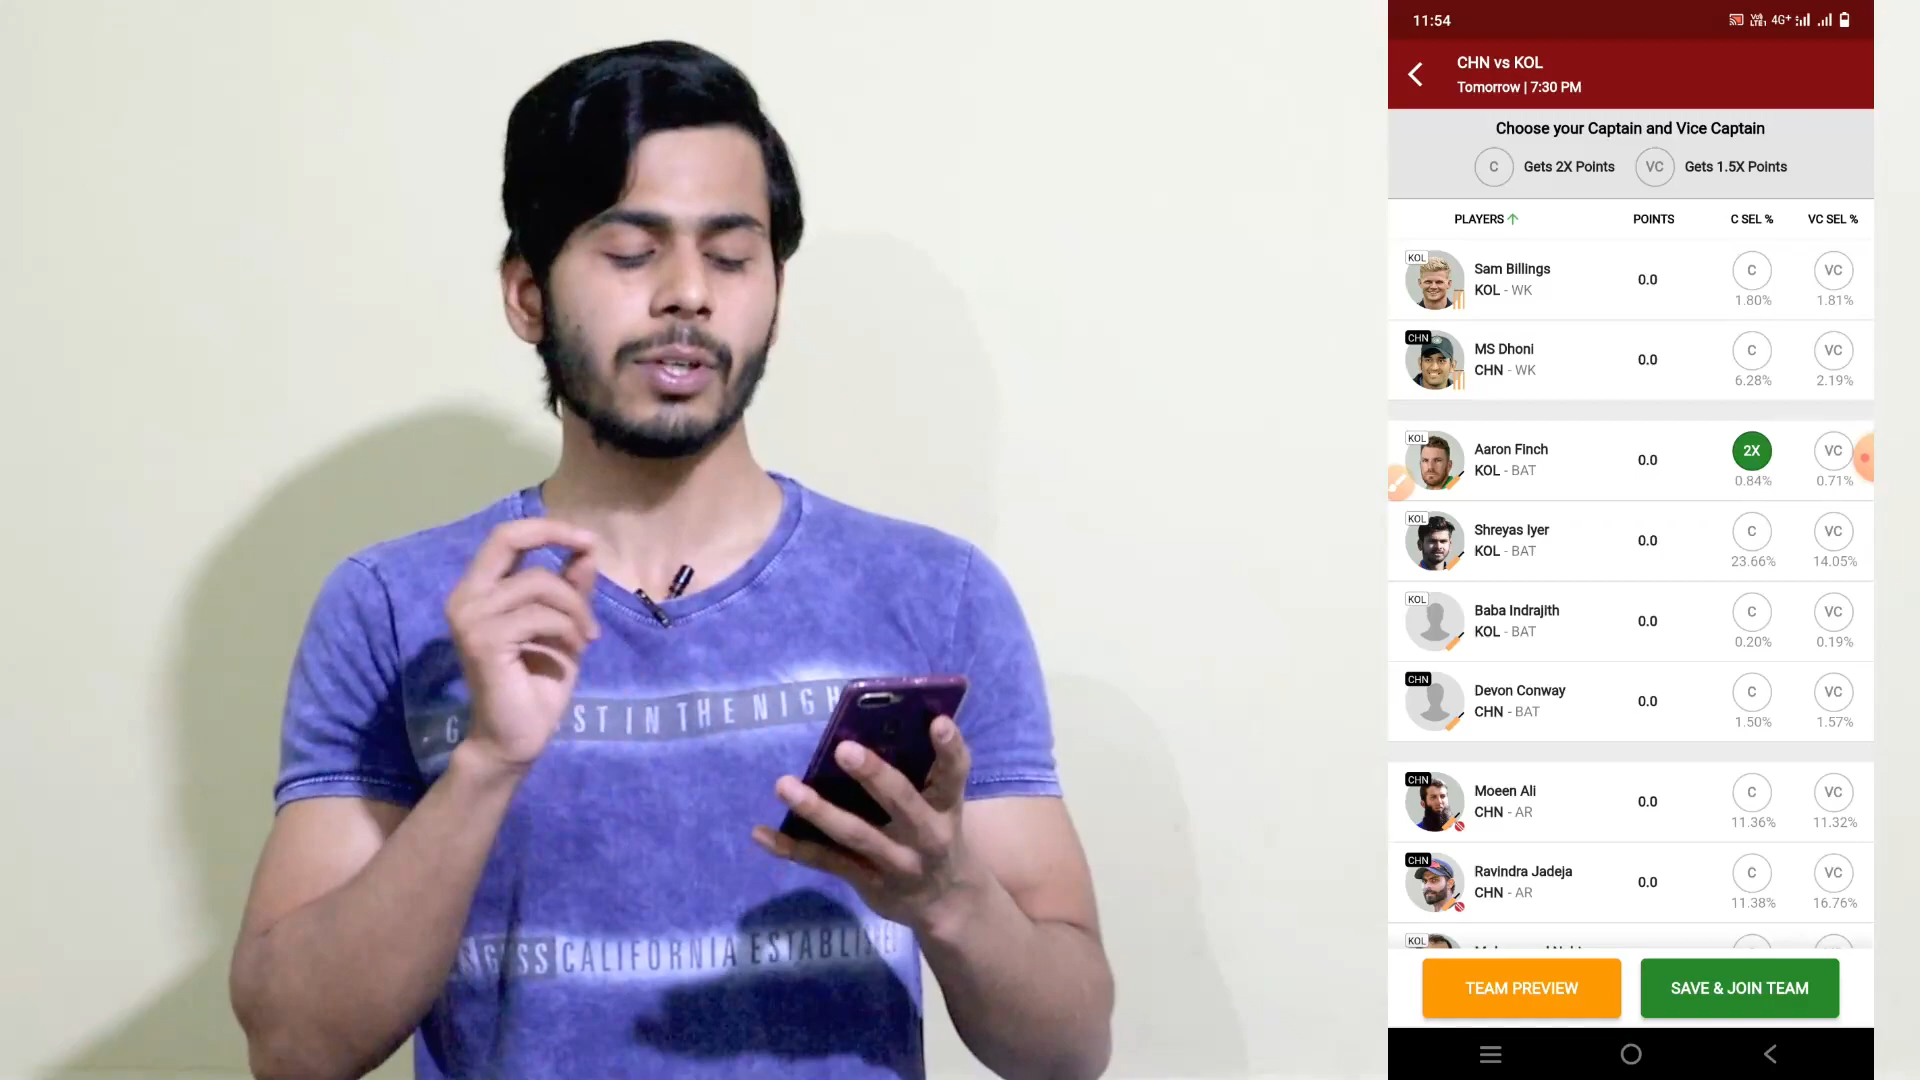 11:54
4G+
CHN vs KOL
Tomorrow | 7:30 PM
Choose your Captain and Vice Captain
C Gets 2X Points VC Gets 1.5X Points
PLAYERS POINTS C SEL % VC SEL %
KOL
Sam Billings
KOL - WK
0.0
C VC
1.80% 1.81%
CHN
MS Dhoni
CHN - WK
0.0
C VC
6.28% 2.19%
KOL
Aaron Finch
KOL - BAT
0.0
2X VC
0.84% 0.71%
KOL
Shreyas Iyer
KOL - BAT
0.0
C VC
23.66% 14.05%
KOL
Baba Indrajith
KOL - BAT
0.0
C VC
0.20% 0.19%
CHN
Devon Conway
CHN - BAT
0.0
C VC
1.50% 1.57%
CHN
Moeen Ali
CHN - AR
0.0
C VC
11.36% 11.32%
CHN
Ravindra Jadeja
CHN - AR
0.0
C VC
11.38% 16.76%
KOL
TEAM PREVIEW SAVE & JOIN TEAM
ST IN THE NIGH
CALIFORNIA ESTABLIS